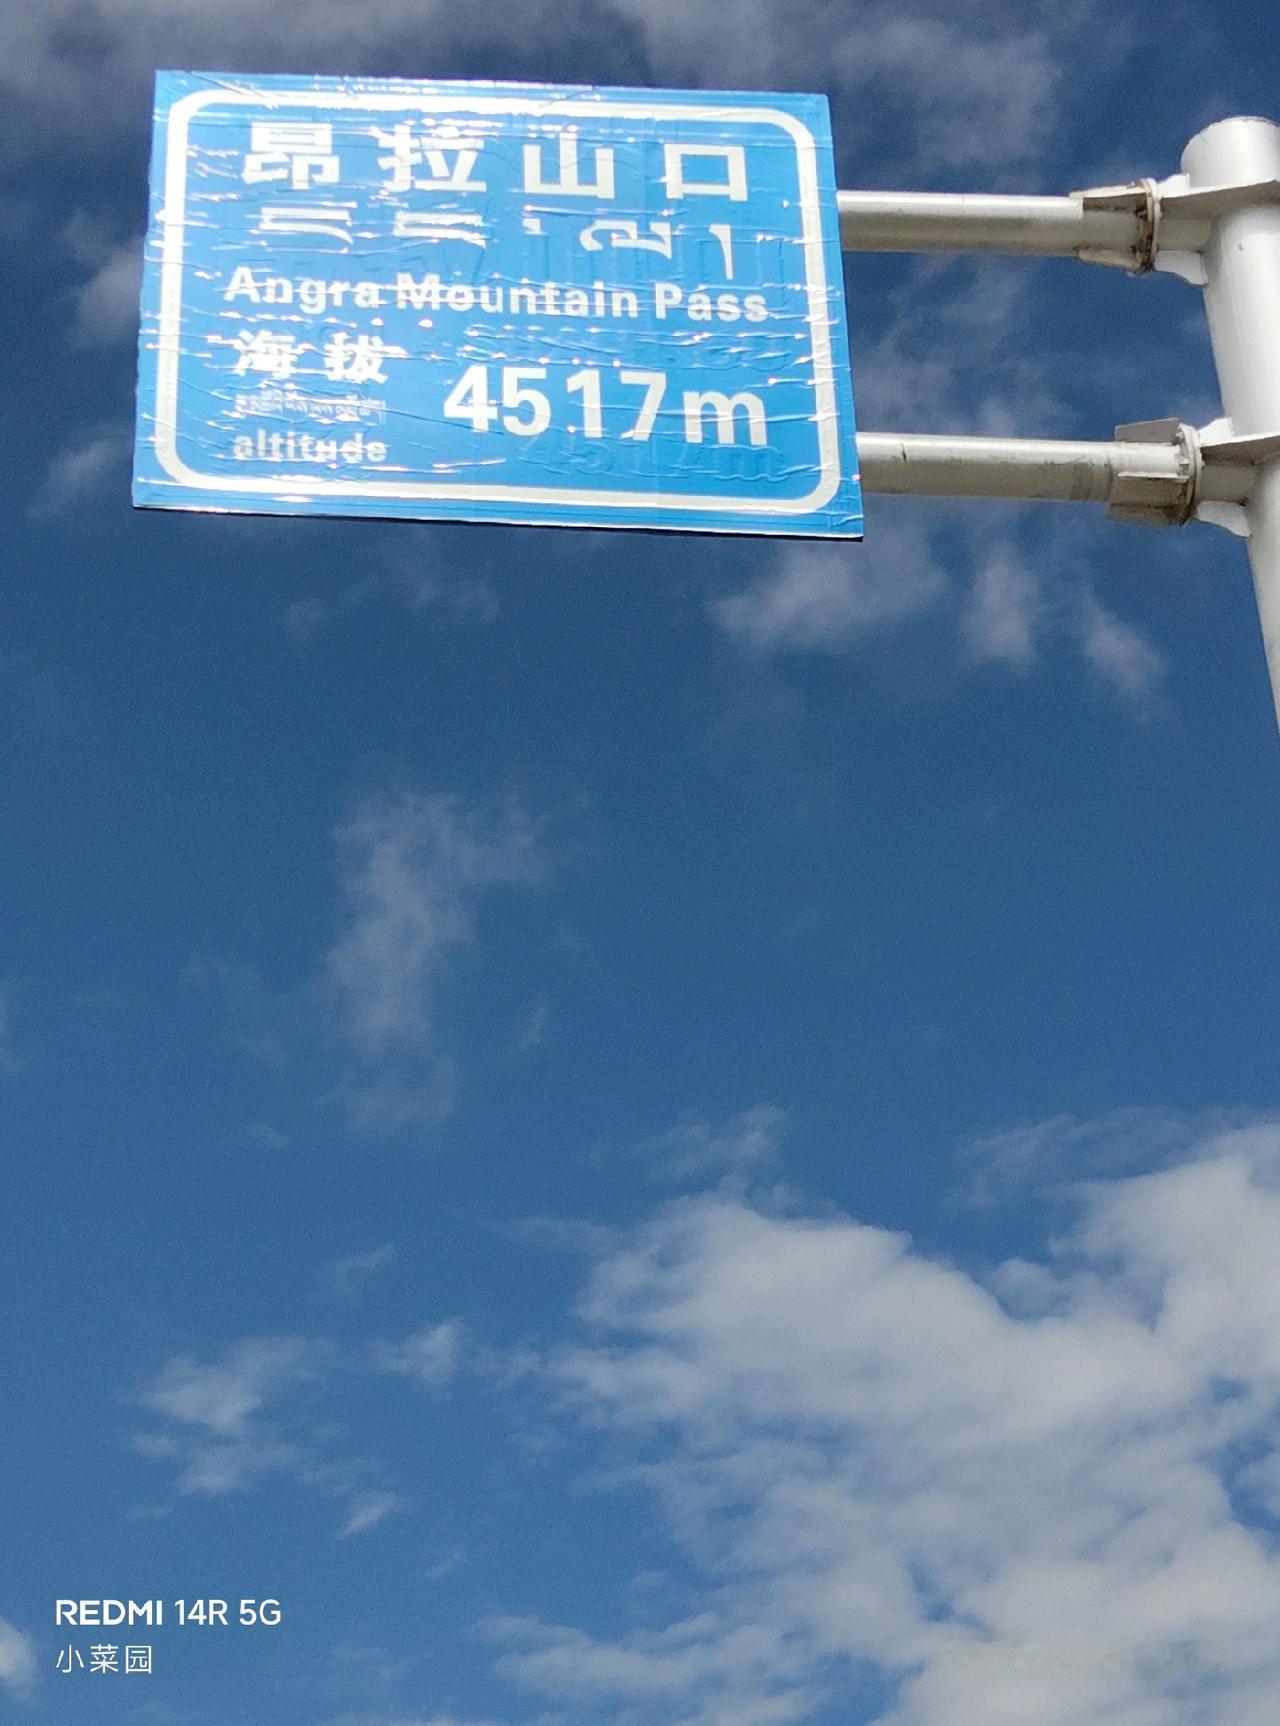 昂拉山口
Angra Mountain Pass
海拔
4517m
altitude
REDMI 14R 5G
小菜园